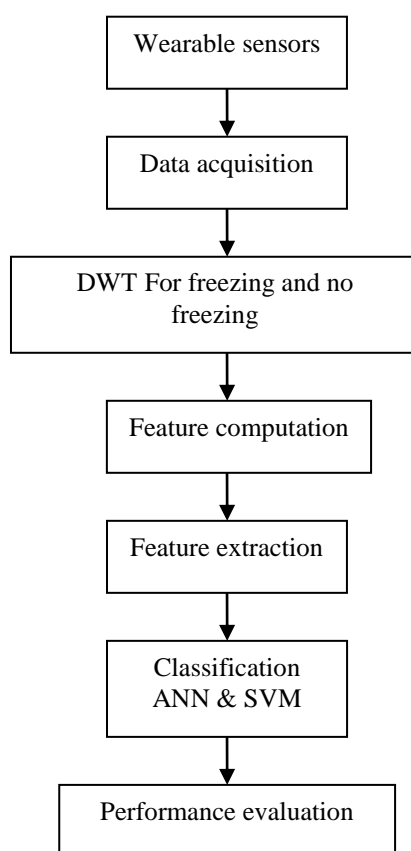 Wearable sensors
Data acquisition
DWT For freezing and no
freezing
Feature computation
Feature extraction
Classification
ANN & SVM
Performance evaluation